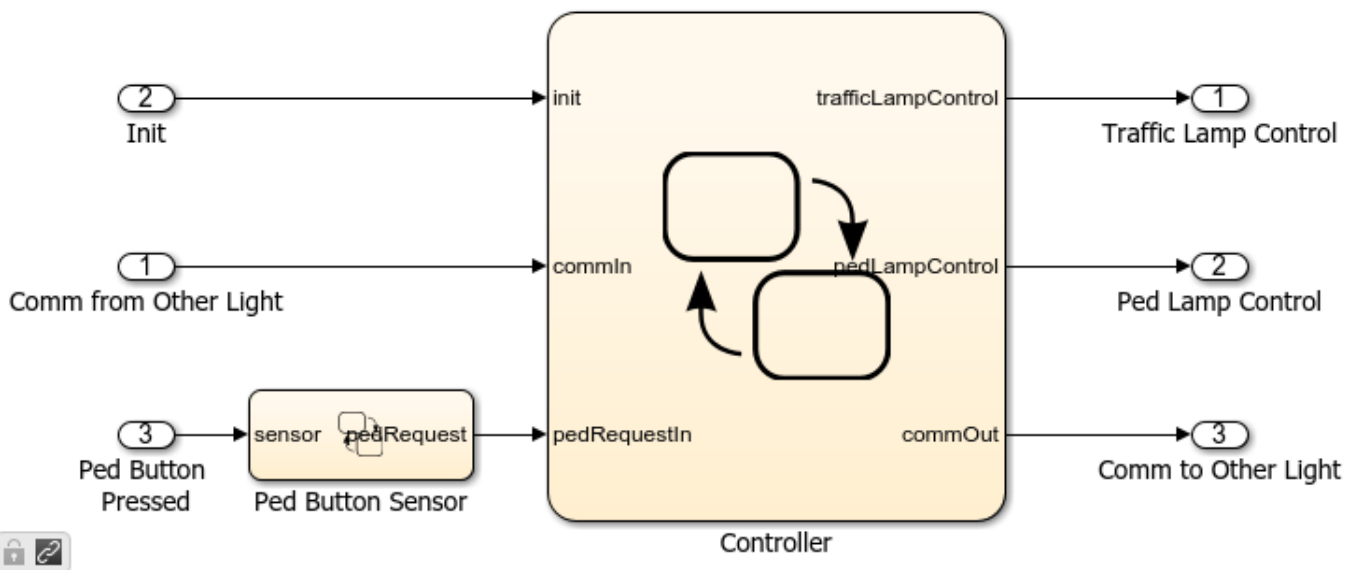 2
init
trafficLampControl
1
Init
Traffic Lamp Control
1
commIn
pedLampControl
2
Comm from Other Light
Ped Lamp Control
3
sensor
pedRequest
pedRequestIn
commOut
3
Ped Button
Pressed
Ped Button Sensor
Comm to Other Light
Controller